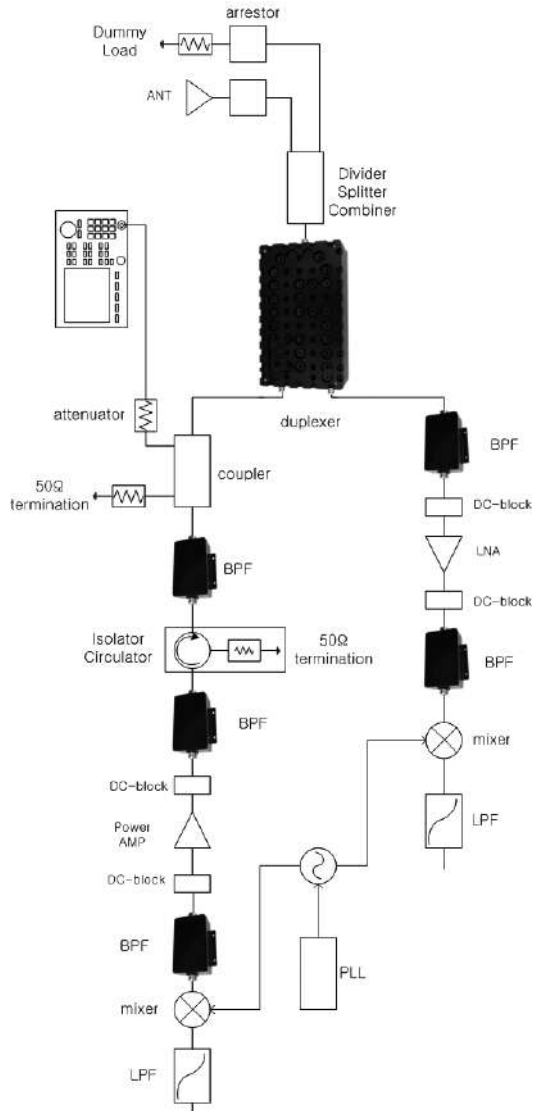 arrestor
Dummy
Load
ANT
Divider
Splitter
Combiner
attenuator
duplexer
BPF
coupler
50Ω
termination
DC-block
LNA
BPF
DC-block
Isolator
Circulator
50Ω
termination
BPF
BPF
mixer
DC-block
Power
AMP
LPF
DC-block
BPF
PLL
mixer
LPF